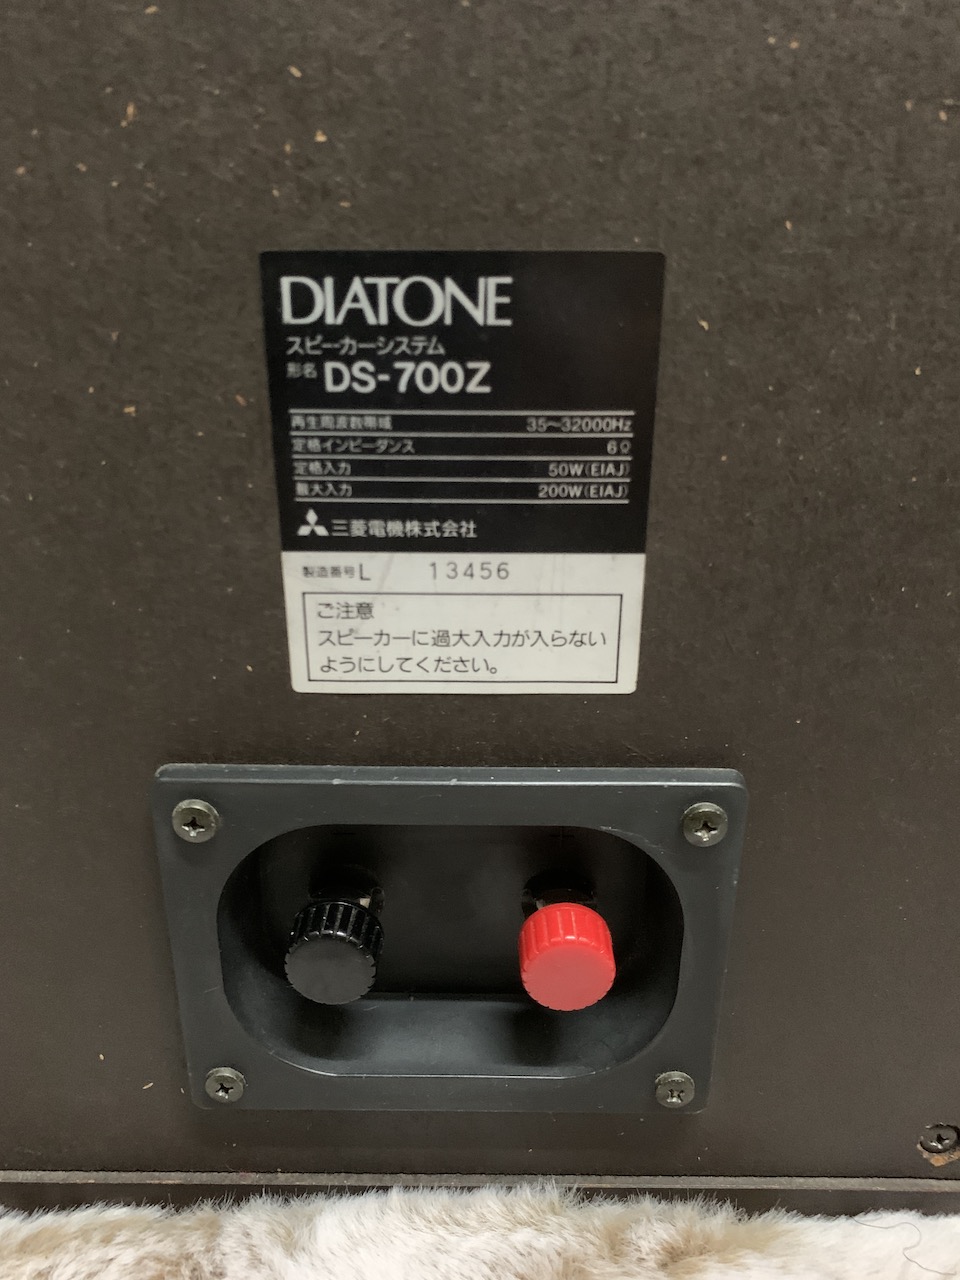 DIATONE
スピーカーシステム
形名 DS-700Z
再生周波数帯域 35〜32000Hz
定格インピーダンス 6Ω
定格入力 50W(EIAJ)
最大入力 200W(EIAJ)
三菱電機株式会社
製造番号 L 13456
ご注意
スピーカーに過大入力が入らない
ようにしてください。